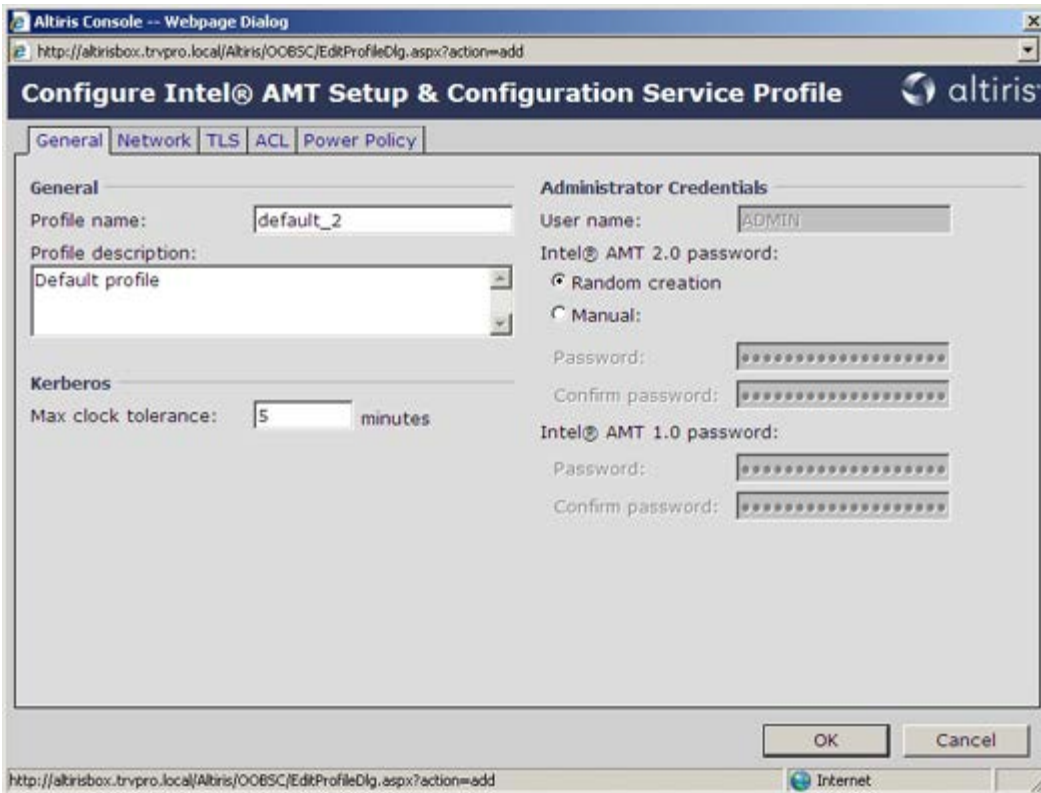 Altiris Console -- Webpage Dialog
http://altirisbox.trvpro.local/Altiris/OOBSC/EditProfileDlg.aspx?action=add
Configure Intel® AMT Setup & Configuration Service Profile
altiris
General Network TLS ACL Power Policy
General
Profile name: default_2
Profile description:
Default profile
Kerberos
Max clock tolerance: 5 minutes
Administrator Credentials
User name: ADMIN
Intel® AMT 2.0 password:
Random creation
Manual:
Password:
Confirm password:
Intel® AMT 1.0 password:
Password:
Confirm password:
OK Cancel
http://altirisbox.trvpro.local/Altiris/OOBSC/EditProfileDlg.aspx?action=add Internet